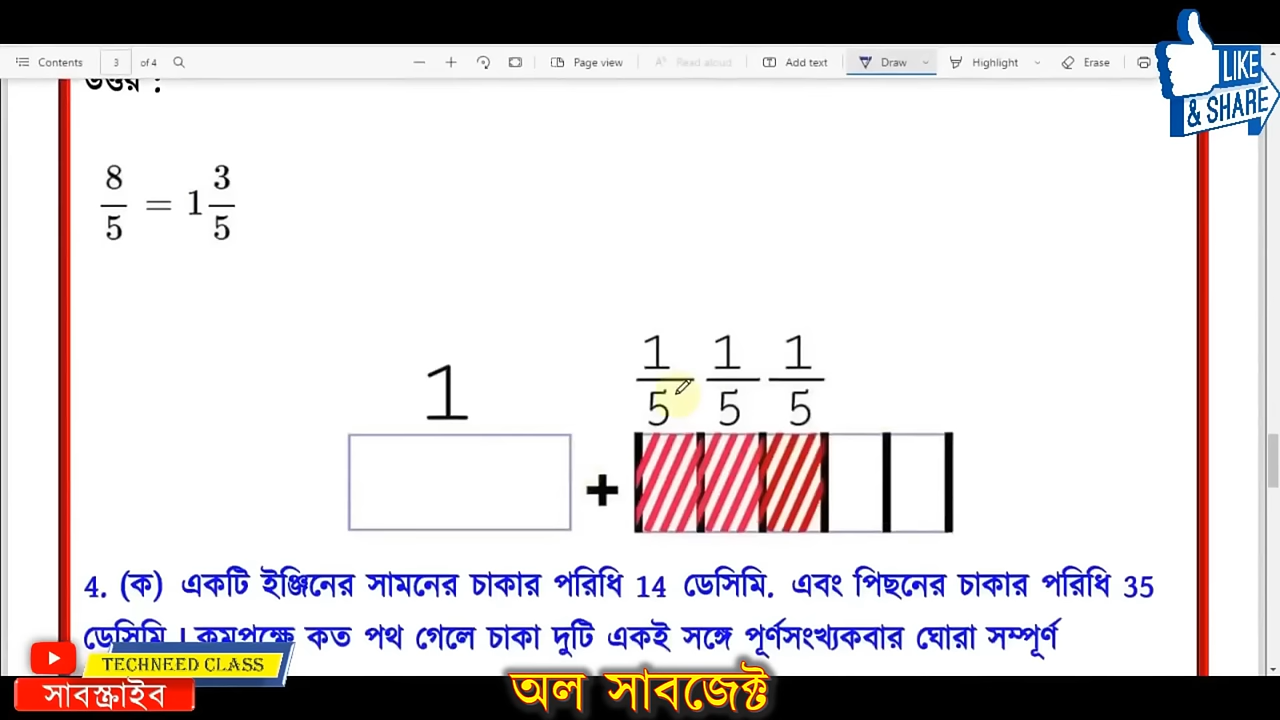 Contents 3 of 4 Page view Read aloud Add text Draw Highlight Erase
LIKE
& SHARE
উত্তর :
8/5 = 1 3/5
1 1/5 1/5 1/5
+
4. (ক) একটি ইঞ্জিনের সামনের চাকার পরিধি 14 ডেসিমি. এবং পিছনের চাকার পরিধি 35
ডেসিমি । কমপক্ষে কত পথ গেলে চাকা দুটি একই সঙ্গে পূর্ণসংখ্যকবার ঘোরা সম্পূর্ণ
TECHNEED CLASS
সাবস্ক্রাইব
অল সাবজেক্ট